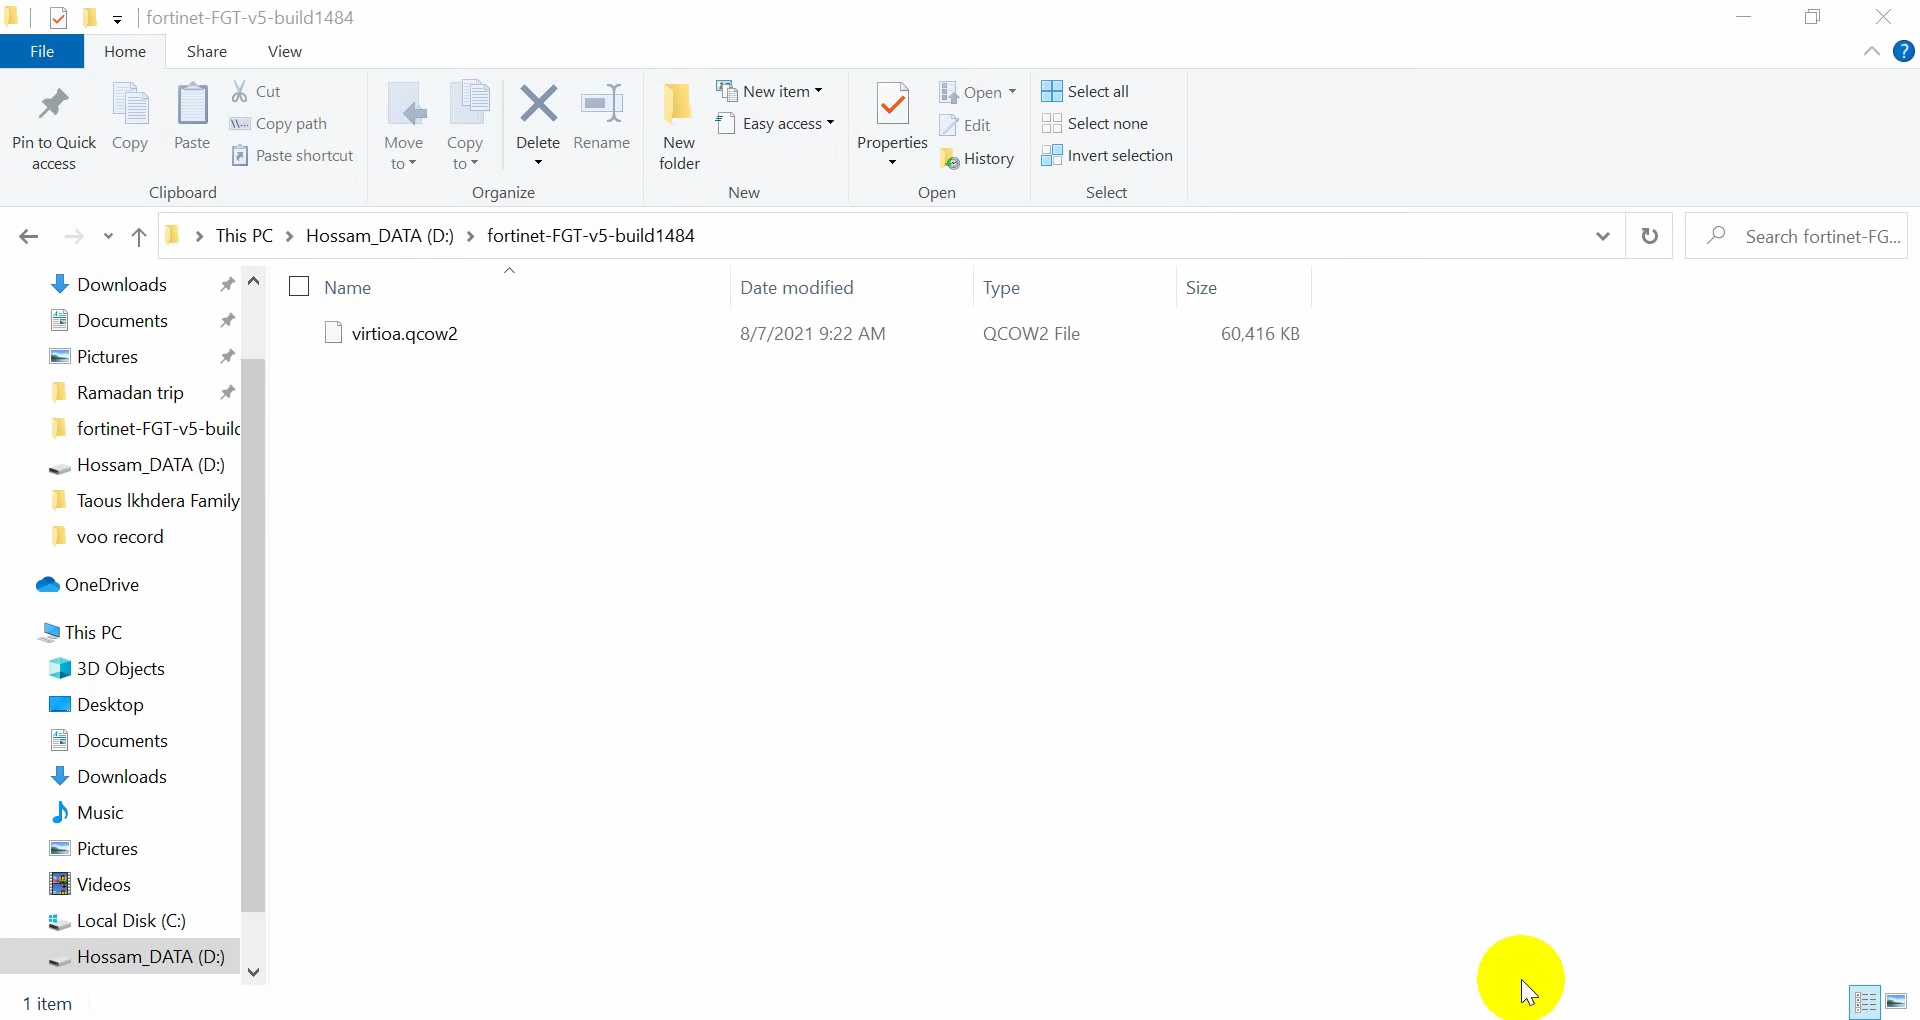 fortinet-FGT-v5-build1484
File Home Share View
Pin to Quick access
Copy
Paste
Cut
Copy path
Paste shortcut
Clipboard
Move to
Copy to
Delete
Rename
Organize
New folder
New item
Easy access
New
Properties
Open
Edit
History
Open
Select all
Select none
Invert selection
Select
This PC > Hossam_DATA (D:) > fortinet-FGT-v5-build1484
Search fortinet-FG...
Name Date modified Type Size
virtioa.qcow2 8/7/2021 9:22 AM QCOW2 File 60,416 KB
Downloads
Documents
Pictures
Ramadan trip
fortinet-FGT-v5-builc
Hossam_DATA (D:)
Taous lkhdera Family
voo record
OneDrive
This PC
3D Objects
Desktop
Documents
Downloads
Music
Pictures
Videos
Local Disk (C:)
Hossam_DATA (D:)
1 item